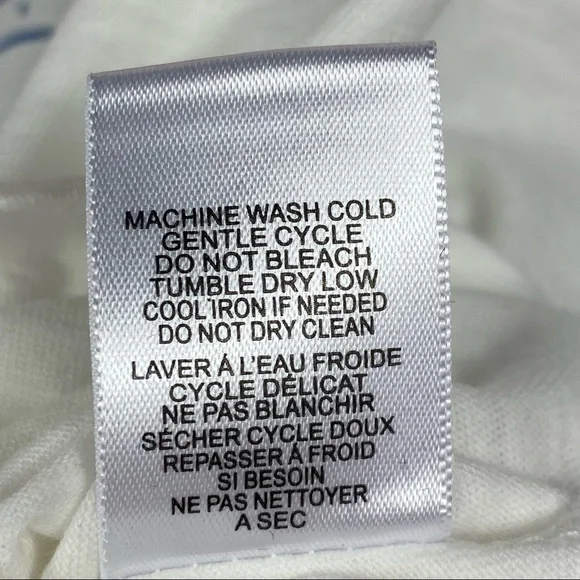 MACHINE WASH COLD
GENTLE CYCLE
DO NOT BLEACH
TUMBLE DRY LOW
COOL IRON IF NEEDED
DO NOT DRY CLEAN
LAVER Á L'EAU FROIDE
CYCLE DÉLICAT
NE PAS BLANCHIR
SÉCHER CYCLE DOUX
REPASSER Á FROID
SI BESOIN
NE PAS NETTOYER
A SEC